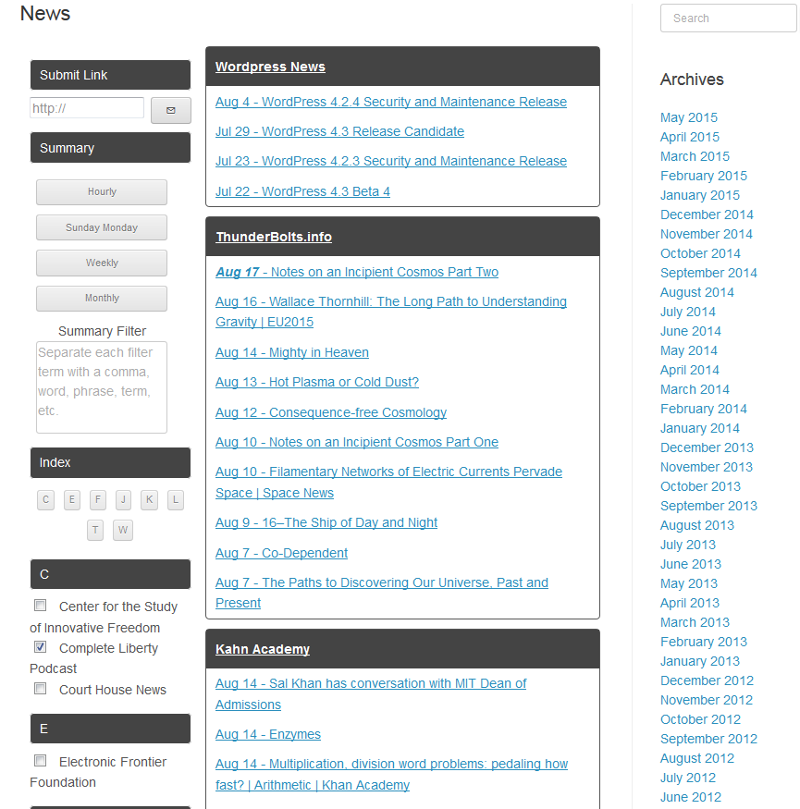 News
Submit Link
http://
Summary
Hourly
Sunday Monday
Weekly
Monthly
Summary Filter
Separate each filter
term with a comma,
word, phrase, term,
etc.
Index
C E F J K L
T W
C
Center for the Study
of Innovative Freedom
Complete Liberty
Podcast
Court House News
E
Electronic Frontier
Foundation
Wordpress News
Aug 4 - WordPress 4.2.4 Security and Maintenance Release
Jul 29 - WordPress 4.3 Release Candidate
Jul 23 - WordPress 4.2.3 Security and Maintenance Release
Jul 22 - WordPress 4.3 Beta 4
ThunderBolts.info
Aug 17 - Notes on an Incipient Cosmos Part Two
Aug 16 - Wallace Thornhill: The Long Path to Understanding
Gravity | EU2015
Aug 14 - Mighty in Heaven
Aug 13 - Hot Plasma or Cold Dust?
Aug 12 - Consequence-free Cosmology
Aug 10 - Notes on an Incipient Cosmos Part One
Aug 10 - Filamentary Networks of Electric Currents Pervade
Space | Space News
Aug 9 - 16–The Ship of Day and Night
Aug 7 - Co-Dependent
Aug 7 - The Paths to Discovering Our Universe, Past and
Present
Kahn Academy
Aug 14 - Sal Khan has conversation with MIT Dean of
Admissions
Aug 14 - Enzymes
Aug 14 - Multiplication, division word problems: pedaling how
fast? | Arithmetic | Khan Academy
Search
Archives
May 2015
April 2015
March 2015
February 2015
January 2015
December 2014
November 2014
October 2014
September 2014
August 2014
July 2014
June 2014
May 2014
April 2014
March 2014
February 2014
January 2014
December 2013
November 2013
October 2013
September 2013
August 2013
July 2013
June 2013
May 2013
April 2013
March 2013
February 2013
January 2013
December 2012
November 2012
October 2012
September 2012
August 2012
July 2012
June 2012